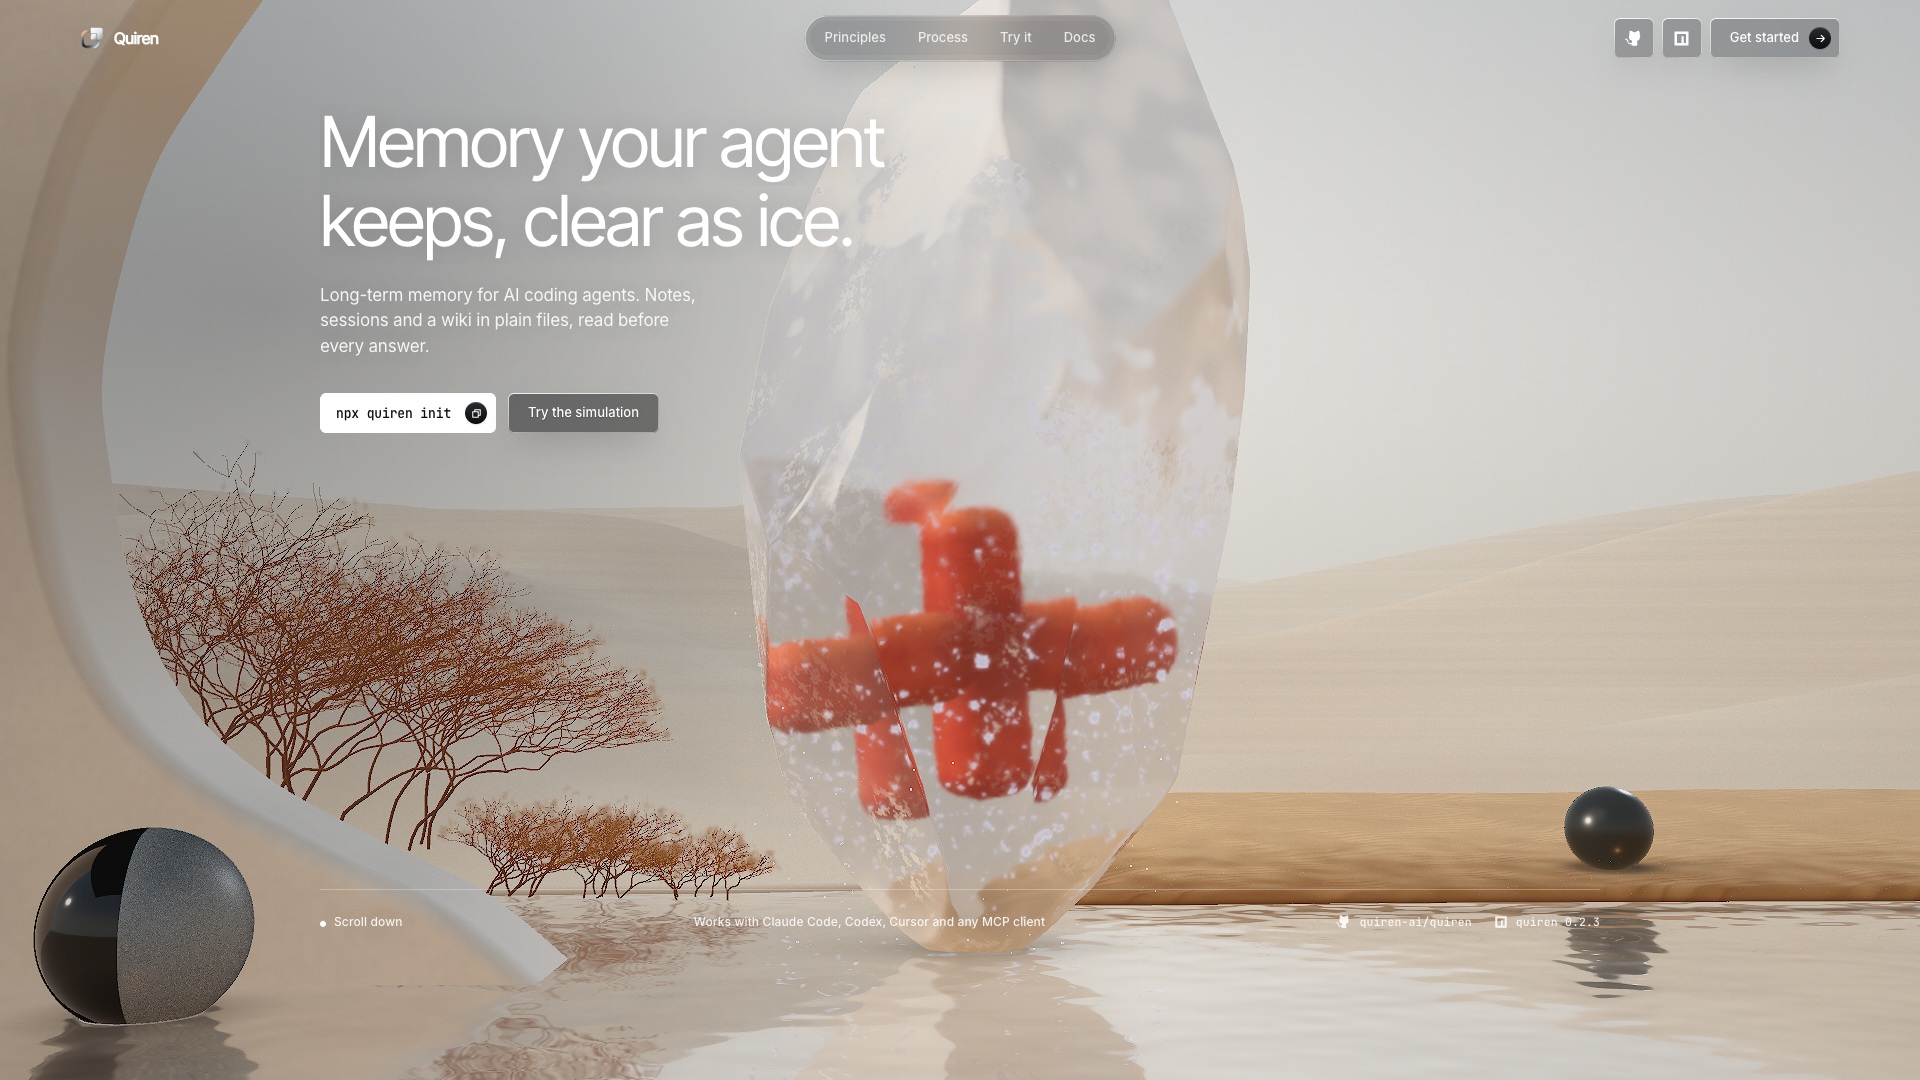 Quiren
Principles
Process
Try it
Docs
Get started
Memory your agent
keeps, clear as ice.
Long-term memory for AI coding agents. Notes,
sessions and a wiki in plain files, read before
every answer.
npx quiren init
Try the simulation
Scroll down
Works with Claude Code, Codex, Cursor and any MCP client
quiren-ai/quiren
quiren 0.2.3